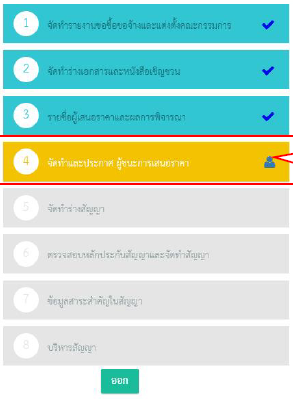 1 จัดทำรายงานขอซื้อขอจ้างและแต่งตั้งคณะกรรมการ
2 จัดทำร่างเอกสารและหนังสือเชิญชวน
3 รายชื่อผู้เสนอราคาและผลการพิจารณา
4 จัดทำและประกาศ ผู้ชนะการเสนอราคา
5 จัดทำร่างสัญญา
6 ตรวจสอบหลักประกันสัญญาและจัดทำสัญญา
7 ข้อมูลสาระสำคัญในสัญญา
8 บริหารสัญญา
ออก